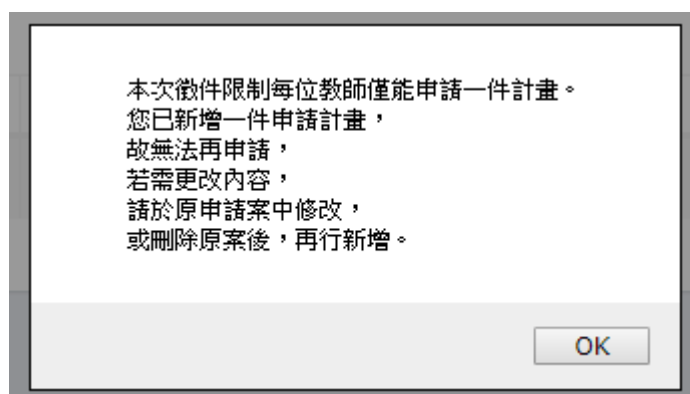 本次徵件限制每位教師僅能申請一件計畫。
您已新增一件申請計畫，
故無法再申請，
若需更改內容，
請於原申請案中修改，
或刪除原案後，再行新增。
OK